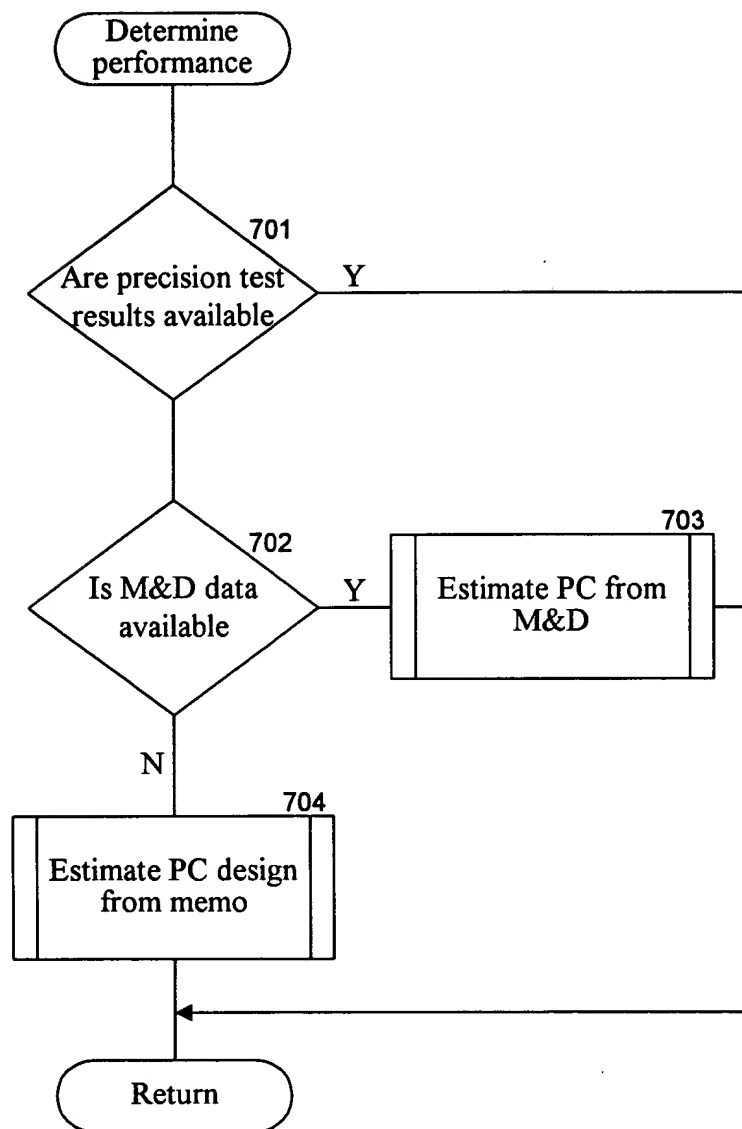 Determine
performance
701
Are precision test
results available
Y
702
Is M&D data
available
Y
703
Estimate PC from
M&D
N
704
Estimate PC design
from memo
Return